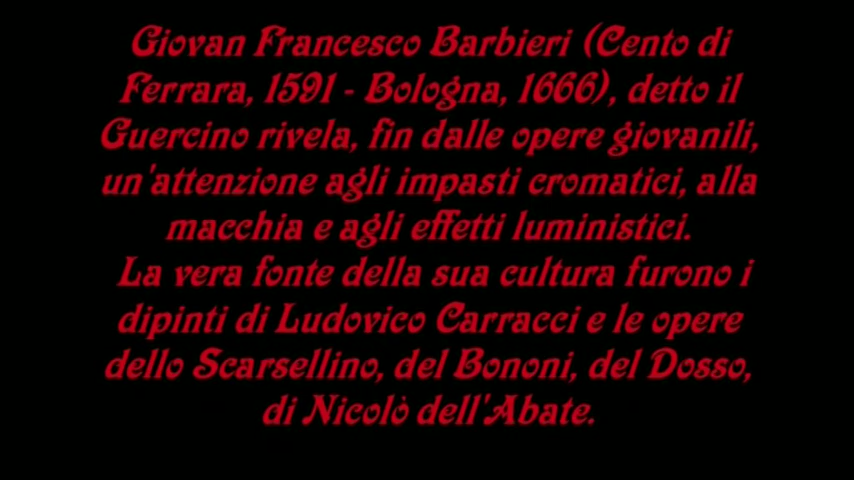 Giovan Francesco Barbieri (Cento di
Ferrara, 1591 - Bologna, 1666), detto il
Guercino rivela, fin dalle opere giovanili,
un'attenzione agli impasti cromatici, alla
macchia e agli effetti luministici.
La vera fonte della sua cultura furono i
dipinti di Ludovico Carracci e le opere
dello Scarsellino, del Bononi, del Dosso,
di Nicolò dell'Abate.